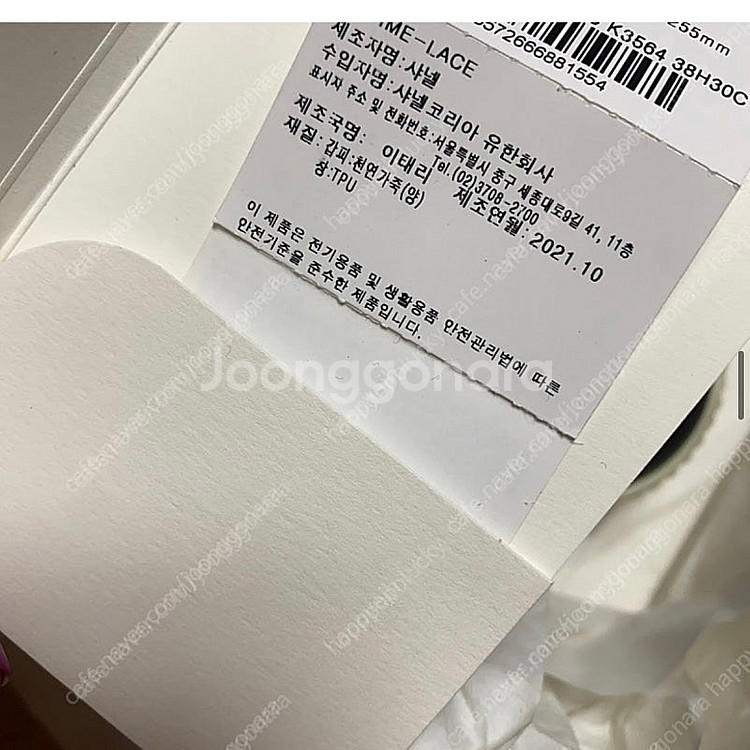 255mm
K3564 38H30C
5572666881554
ME-LACE
제조자명:샤넬
수입자명:샤넬코리아 유한회사
표시자 주소 및 전화번호:서울특별시 중구 세종대로9길 41, 11층
Tel.(02)3708-2700
제조국명: 이태리 제조연월:2021.10
재질: 갑피:천연가죽(양)
창:TPU
이 제품은 전기용품 및 생활용품 안전관리법에 따른
안전기준을 준수한 제품입니다.
Joonggonara